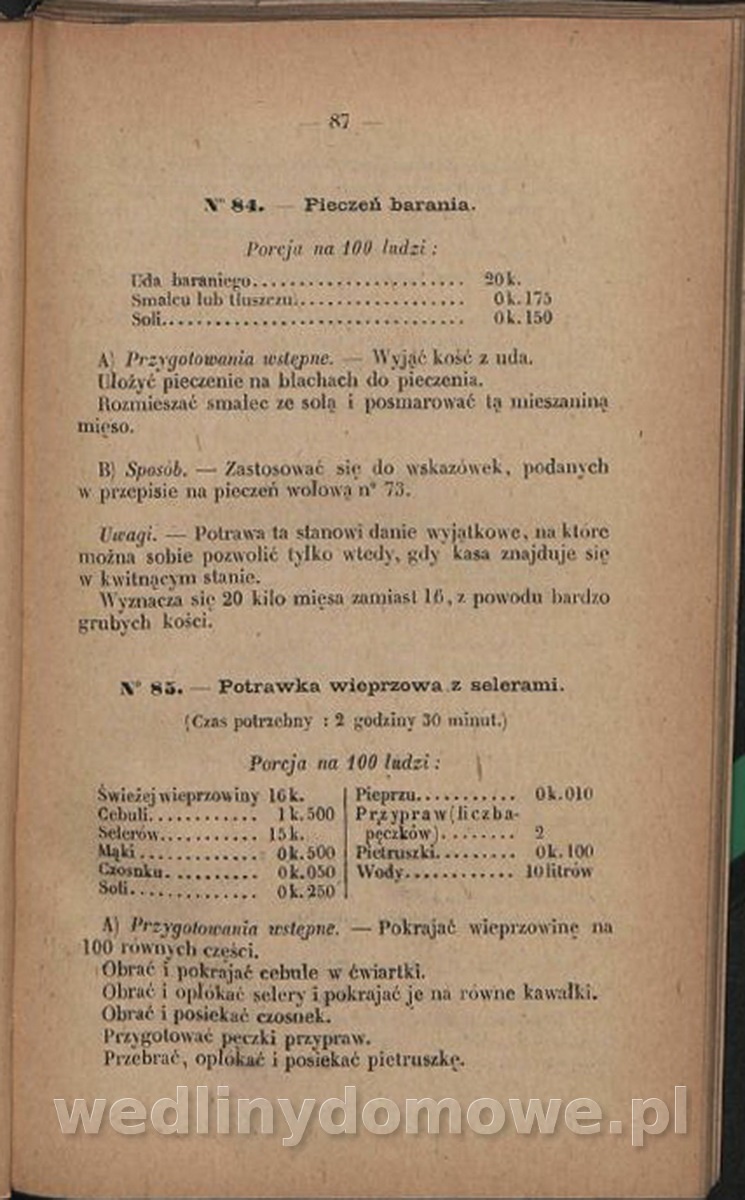 — 87 —
N° 84. — Pieczeń barania.
Porcja na 100 ludzi :
Uda baraniego....................... 20k.
Smalcu lub tłuszczu.................. 0k.175
Soli................................ 0k.150
A) Przygotowania wstępne. — Wyjąć kość z uda.
Ułożyć pieczenie na blachach do pieczenia.
Rozmieszać smalec ze solą i posmarować tą mieszaniną
mięso.
B) Sposób. — Zastosować się do wskazówek, podanych
w przepisie na pieczeń wołową n° 73.
Uwagi. — Potrawa ta stanowi danie wyjątkowe, na które
można sobie pozwolić tylko wtedy, gdy kasa znajduje się
w kwitnącym stanie.
Wyznacza się 20 kilo mięsa zamiast 16, z powodu bardzo
grubych kości.
N° 85. — Potrawka wieprzowa z selerami.
(Czas potrzebny : 2 godziny 30 minut.)
Porcja na 100 ludzi :
Świeżej wieprzowiny 16k.
Cebuli............ 1k.500
Selerów........... 15k.
Mąki.............. 0k.500
Czosnku.......... 0k.050
Soli............... 0k.250
Pieprzu........... 0k.010
Przypraw (liczba
pęczków)........ 2
Pietruszki......... 0k.100
Wody............ 10 litrów
A) Przygotowania wstępne. — Pokrajać wieprzowinę na
100 równych części.
Obrać i pokrajać cebule w ćwiartki.
Obrać i opłókać selery i pokrajać je na równe kawałki.
Obrać i posiekać czosnek.
Przygotować pęczki przypraw.
Przebrać, opłókać i posiekać pietruszkę.
wedlinydomowe.pl